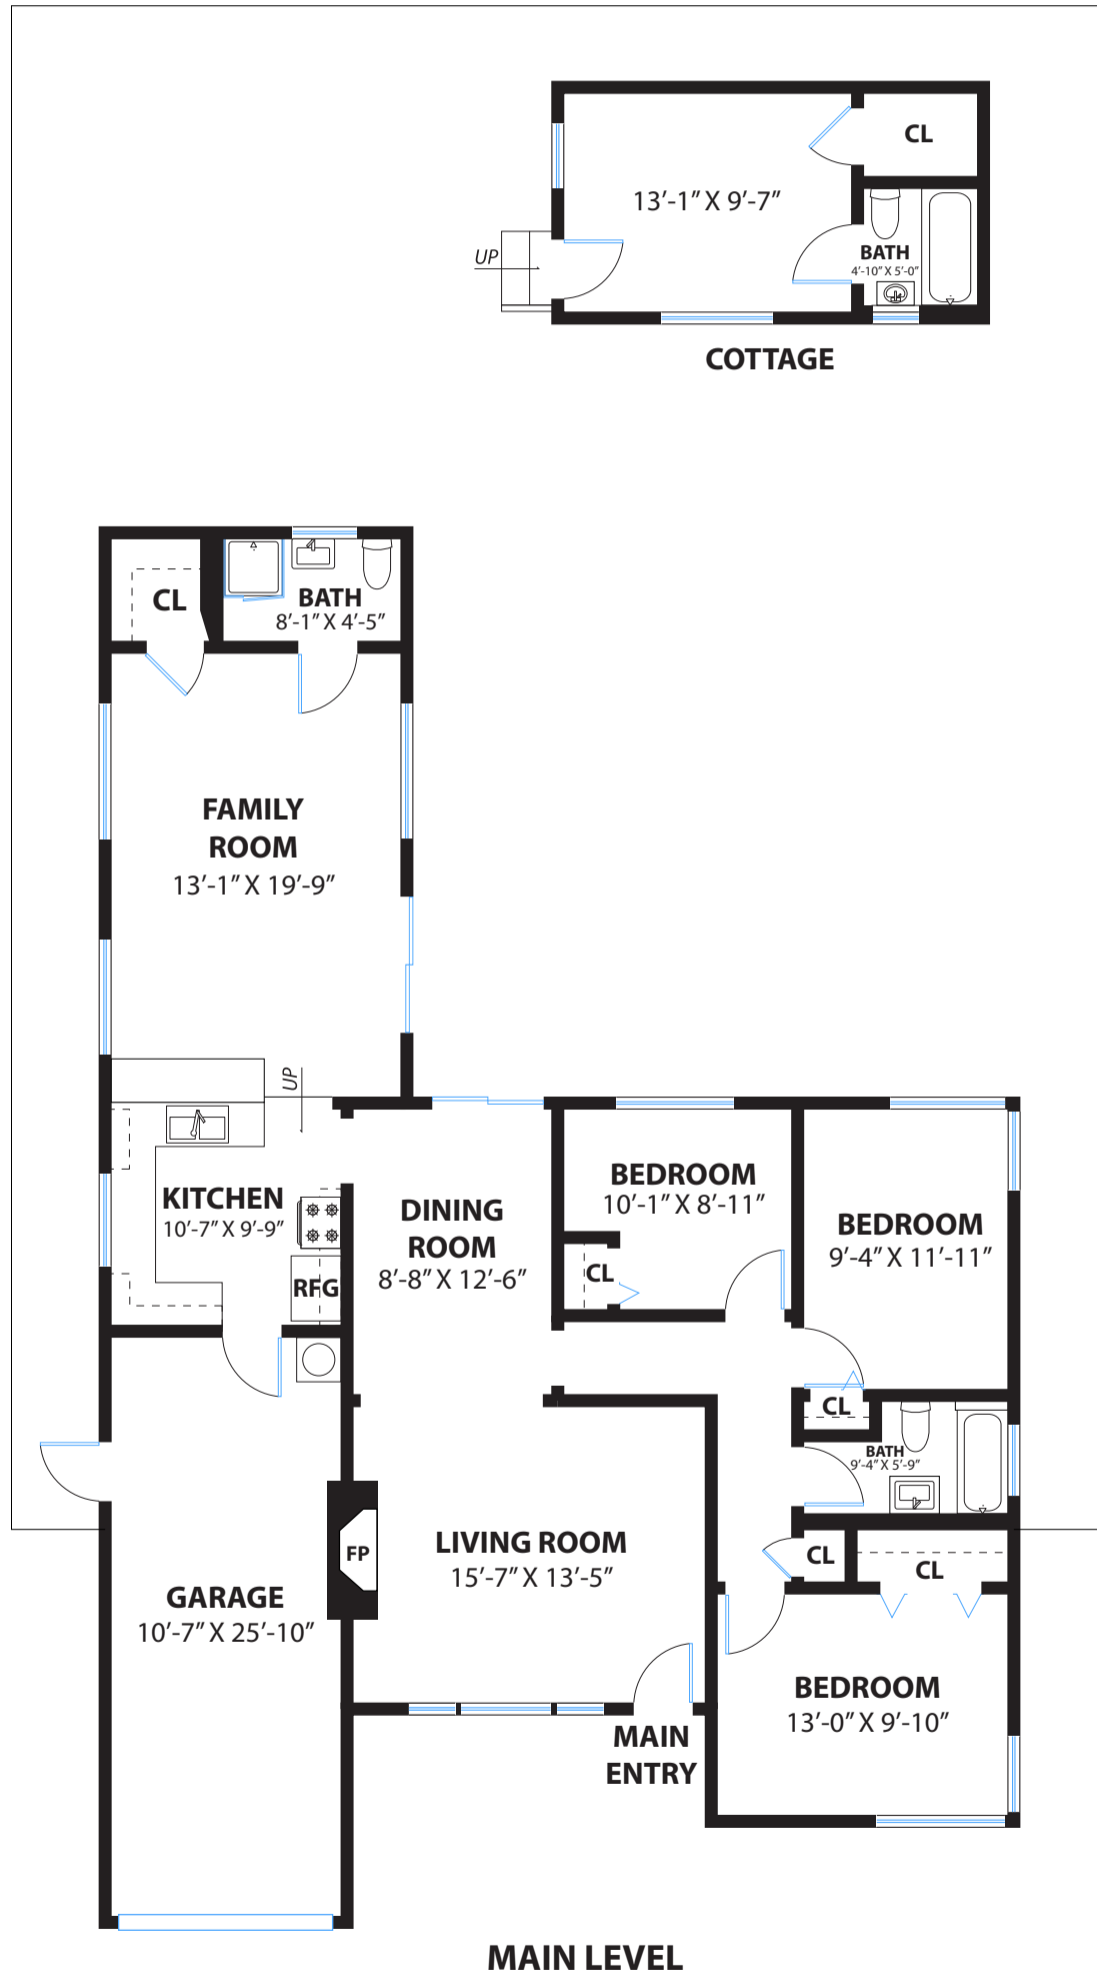 CL
13’-1” X 9’-7”
UP
BATH
4’-10” X 5’-0”
COTTAGE
CL
BATH
8’-1” X 4’-5”
FAMILY
ROOM
13’-1” X 19’-9”
UP
KITCHEN
10’-7” X 9’-9”
RFG
DINING
ROOM
8’-8” X 12’-6”
BEDROOM
10’-1” X 8’-11”
CL
BEDROOM
9’-4” X 11’-11”
CL
BATH
9’-4” X 5’-9”
FP
LIVING ROOM
15’-7” X 13’-5”
CL
CL
GARAGE
10’-7” X 25’-10”
BEDROOM
13’-0” X 9’-10”
MAIN
ENTRY
MAIN LEVEL